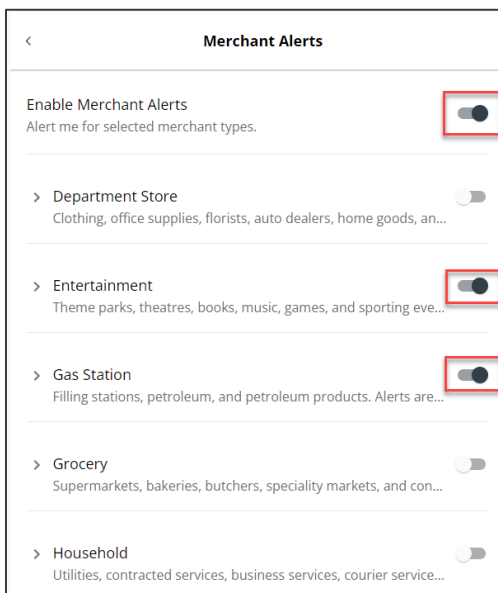 Merchant Alerts
Enable Merchant Alerts
Alert me for selected merchant types.
Department Store
Clothing, office supplies, florists, auto dealers, home goods, an...
Entertainment
Theme parks, theatres, books, music, games, and sporting eve...
Gas Station
Filling stations, petroleum, and petroleum products. Alerts are...
Grocery
Supermarkets, bakeries, butchers, speciality markets, and con...
Household
Utilities, contracted services, business services, courier service...